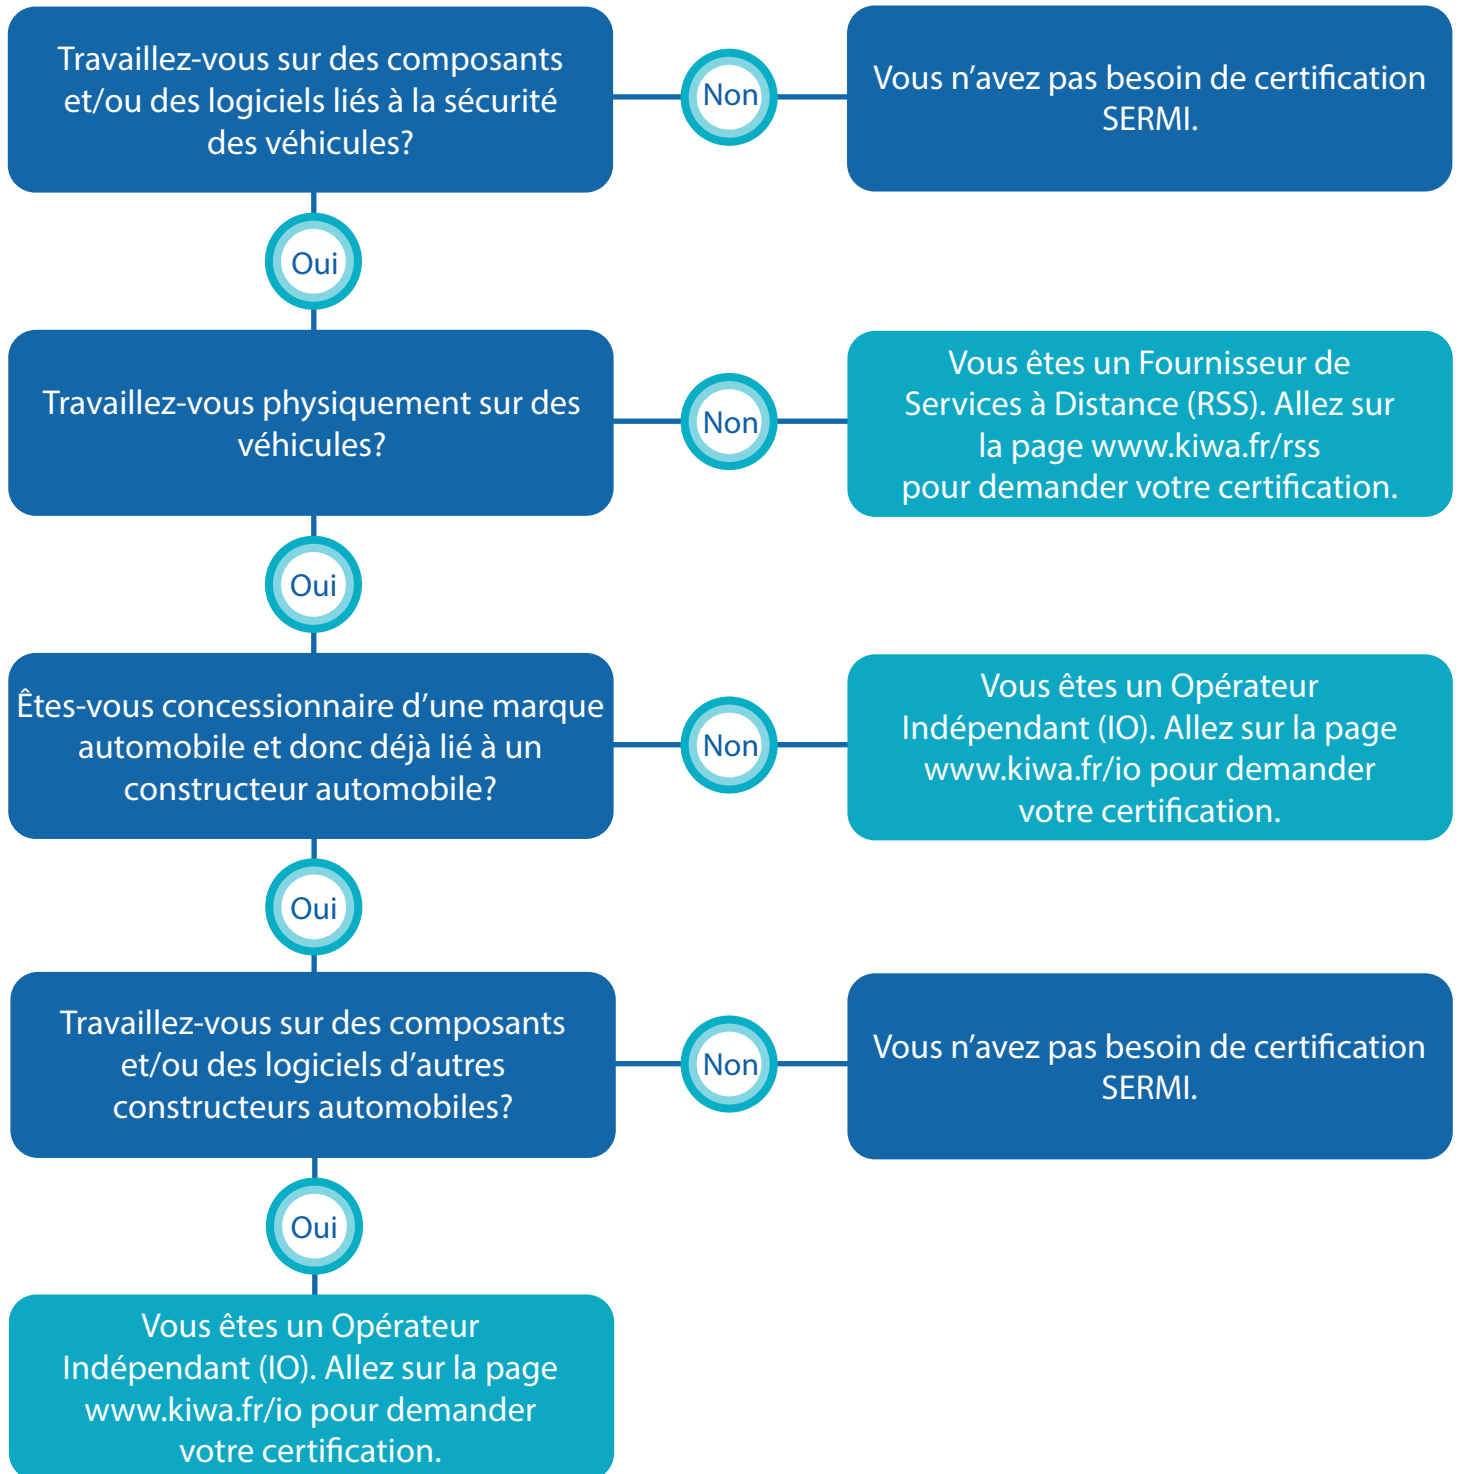 Travaillez-vous sur des composants
et/ou des logiciels liés à la sécurité
des véhicules?
Non
Vous n’avez pas besoin de certification
SERMI.
Oui
Travaillez-vous physiquement sur des
véhicules?
Non
Vous êtes un Fournisseur de
Services à Distance (RSS). Allez sur
la page www.kiwa.fr/rss
pour demander votre certification.
Oui
Êtes-vous concessionnaire d’une marque
automobile et donc déjà lié à un
constructeur automobile?
Non
Vous êtes un Opérateur
Indépendant (IO). Allez sur la page
www.kiwa.fr/io pour demander
votre certification.
Oui
Travaillez-vous sur des composants
et/ou des logiciels d’autres
constructeurs automobiles?
Non
Vous n’avez pas besoin de certification
SERMI.
Oui
Vous êtes un Opérateur
Indépendant (IO). Allez sur la page
www.kiwa.fr/io pour demander
votre certification.